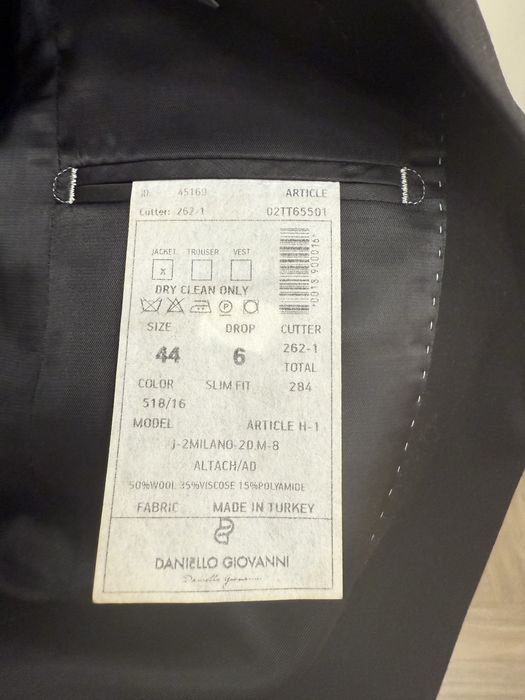 ID. 45169 ARTICLE
Cutter: 262-1 02TT65501
JACKET TROUSER VEST
X
DRY CLEAN ONLY
P
SIZE DROP CUTTER
44 6 262-1
TOTAL
COLOR SLIM FIT 284
518/16
MODEL ARTICLE H-1
J-2MILANO-2D.M-8
ALTACH/AD
50%WOOL 35%VISCOSE 15%POLYAMIDE
FABRIC MADE IN TURKEY
DANIELLO GIOVANNI